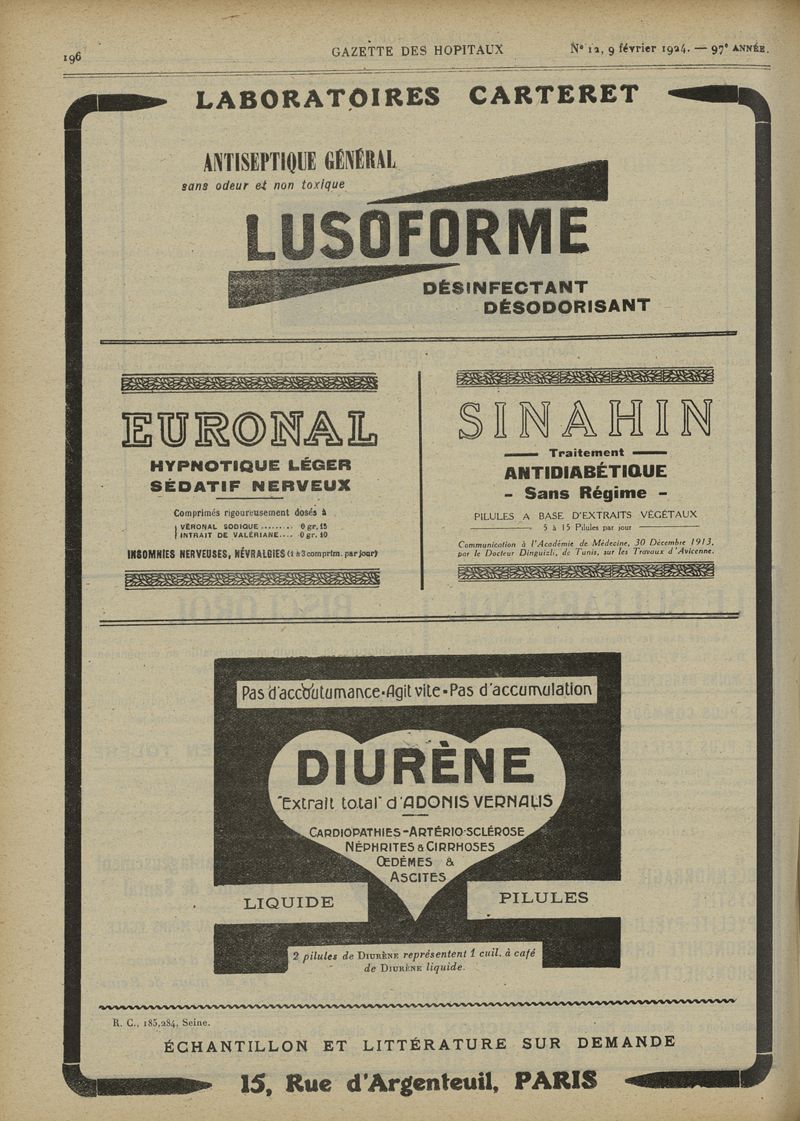 196
GAZETTE DES HOPITAUX
N° 12, 9 février 1924. — 97e ANNÉE.
LABORATOIRES CARTERET
ANTISEPTIQUE GÉNÉRAL
sans odeur et non toxique
LUSOFORME
DÉSINFECTANT
DÉSODORISANT
EURONAL
HYPNOTIQUE LÉGER
SÉDATIF NERVEUX
Comprimés rigoureusement dosés à
VÉRONAL SODIQUE........ 0 gr. 15
INTRAIT DE VALÉRIANE.... 0 gr. 10
INSOMNIES NERVEUSES, NÉVRALGIES (1 à 3 comprim. par jour)
SINAHIN
Traitement
ANTIDIABÉTIQUE
- Sans Régime -
PILULES A BASE D'EXTRAITS VÉGÉTAUX
5 à 15 Pilules par jour
Communication à l'Académie de Médecine, 30 Décembre 1913,
par le Docteur Dinguizli, de Tunis, sur les Travaux d'Avicenne.
Pas d'accoutumance-Agit vite-Pas d'accumulation
DIURÈNE
"Extrait total" d'ADONIS VERNALIS
CARDIOPATHIES-ARTÉRIO-SCLÉROSE
NÉPHRITES & CIRRHOSES
ŒDÈMES &
ASCITES
LIQUIDE
PILULES
2 pilules de DIURÈNE représentent 1 cuil. à café
de DIURÈNE liquide.
R. C., 185,284, Seine.
ÉCHANTILLON ET LITTÉRATURE SUR DEMANDE
15, Rue d'Argenteuil, PARIS